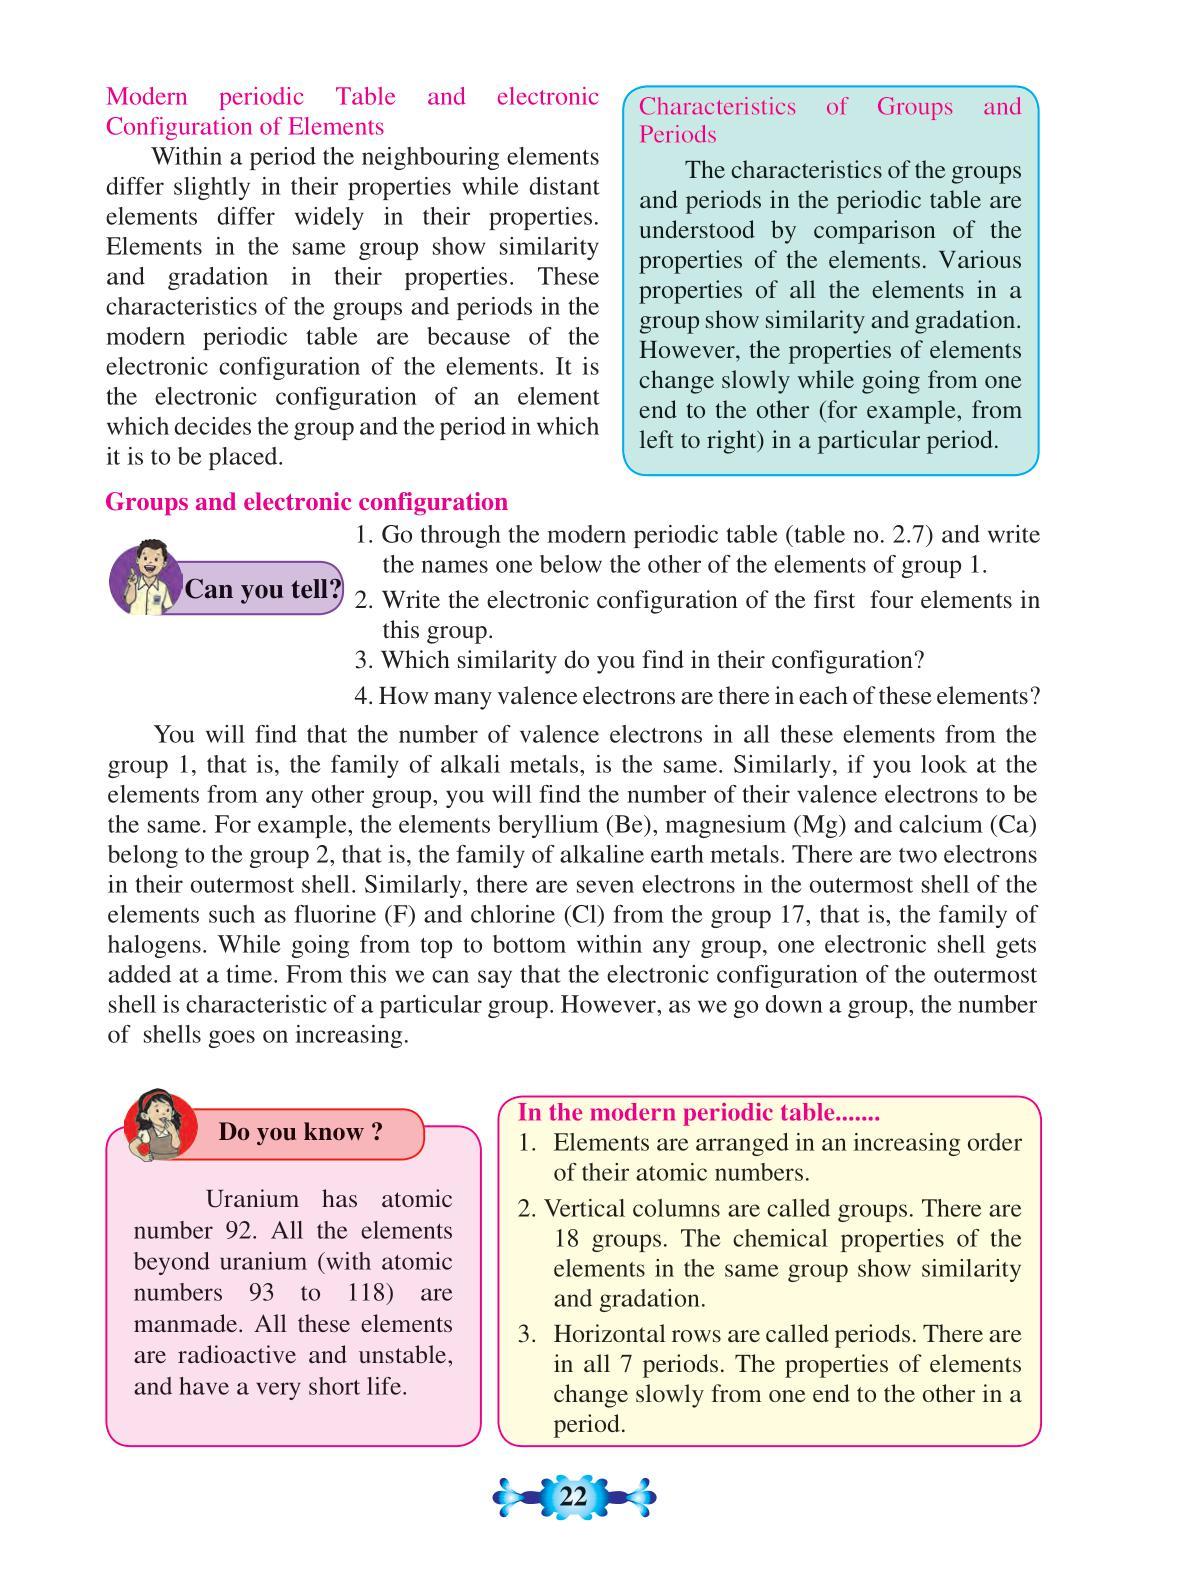 Modern periodic Table and electronic
Configuration of Elements
Within a period the neighbouring elements
differ slightly in their properties while distant
elements differ widely in their properties.
Elements in the same group show similarity
and gradation in their properties. These
characteristics of the groups and periods in the
modern periodic table are because of the
electronic configuration of the elements. It is
the electronic configuration of an element
which decides the group and the period in which
it is to be placed.
Characteristics of Groups and
Periods
The characteristics of the groups
and periods in the periodic table are
understood by comparison of the
properties of the elements. Various
properties of all the elements in a
group show similarity and gradation.
However, the properties of elements
change slowly while going from one
end to the other (for example, from
left to right) in a particular period.
Groups and electronic configuration
Can you tell?
1. Go through the modern periodic table (table no. 2.7) and write
the names one below the other of the elements of group 1.
2. Write the electronic configuration of the first four elements in
this group.
3. Which similarity do you find in their configuration?
4. How many valence electrons are there in each of these elements?
You will find that the number of valence electrons in all these elements from the
group 1, that is, the family of alkali metals, is the same. Similarly, if you look at the
elements from any other group, you will find the number of their valence electrons to be
the same. For example, the elements beryllium (Be), magnesium (Mg) and calcium (Ca)
belong to the group 2, that is, the family of alkaline earth metals. There are two electrons
in their outermost shell. Similarly, there are seven electrons in the outermost shell of the
elements such as fluorine (F) and chlorine (Cl) from the group 17, that is, the family of
halogens. While going from top to bottom within any group, one electronic shell gets
added at a time. From this we can say that the electronic configuration of the outermost
shell is characteristic of a particular group. However, as we go down a group, the number
of shells goes on increasing.
Do you know ?
Uranium has atomic
number 92. All the elements
beyond uranium (with atomic
numbers 93 to 118) are
manmade. All these elements
are radioactive and unstable,
and have a very short life.
In the modern periodic table.......
1. Elements are arranged in an increasing order
of their atomic numbers.
2. Vertical columns are called groups. There are
18 groups. The chemical properties of the
elements in the same group show similarity
and gradation.
3. Horizontal rows are called periods. There are
in all 7 periods. The properties of elements
change slowly from one end to the other in a
period.
22